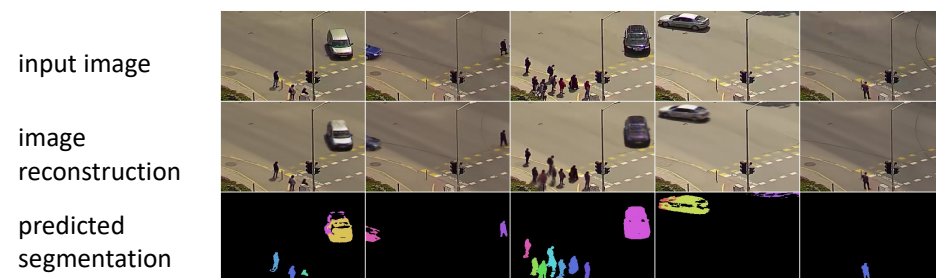 input image
image
reconstruction
predicted
segmentation